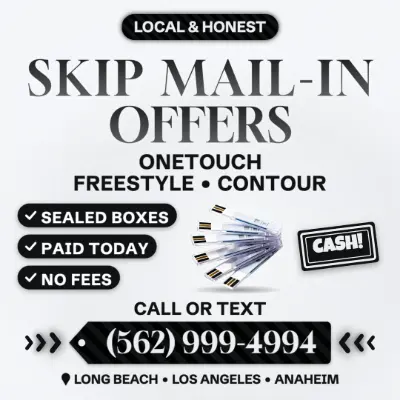 LOCAL & HONEST
SKIP MAIL-IN
OFFERS
ONETOUCH
FREESTYLE • CONTOUR
SEALED BOXES
PAID TODAY
NO FEES
CASH!
CALL OR TEXT
(562) 999-4994
LONG BEACH • LOS ANGELES • ANAHEIM